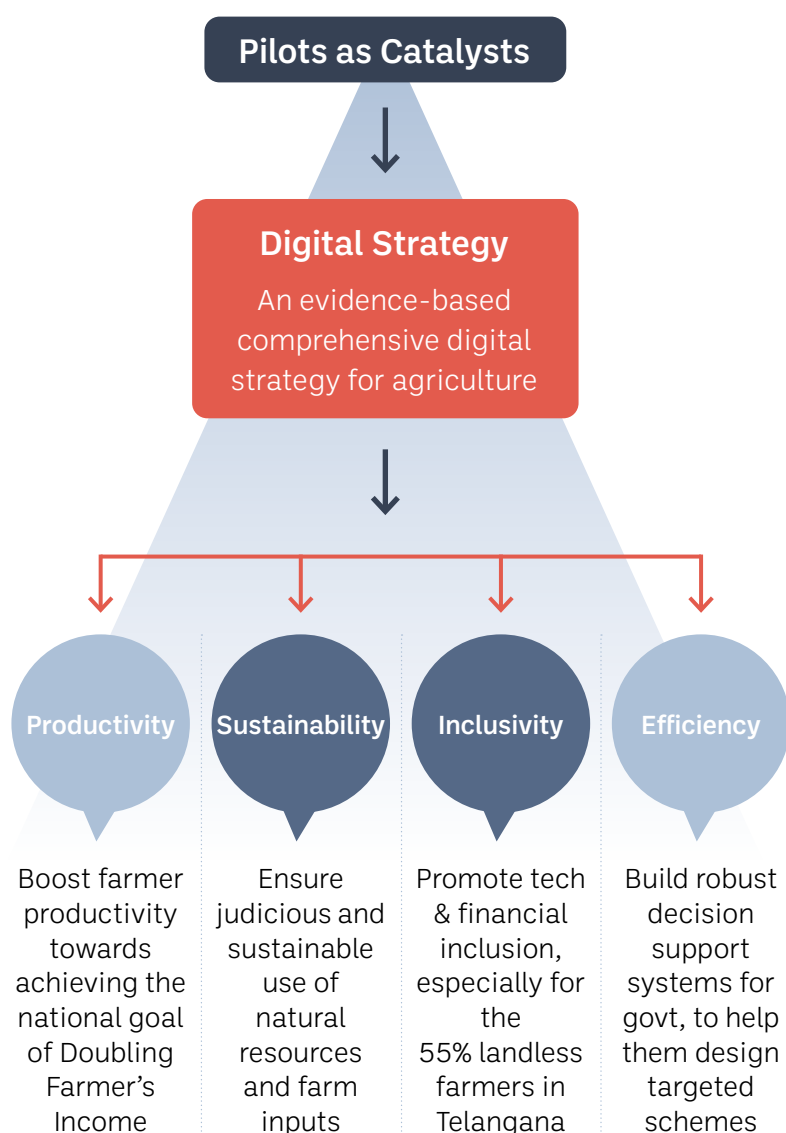 Pilots as Catalysts
Digital Strategy
An evidence-based
comprehensive digital
strategy for agriculture
Productivity
Sustainability
Inclusivity
Efficiency
Boost farmer
productivity
towards
achieving the
national goal
of Doubling
Farmer’s
Income
Ensure
judicious and
sustainable
use of
natural
resources
and farm
inputs
Promote tech
& financial
inclusion,
especially for
the
55% landless
farmers in
Telangana
Build robust
decision
support
systems for
govt, to help
them design
targeted
schemes